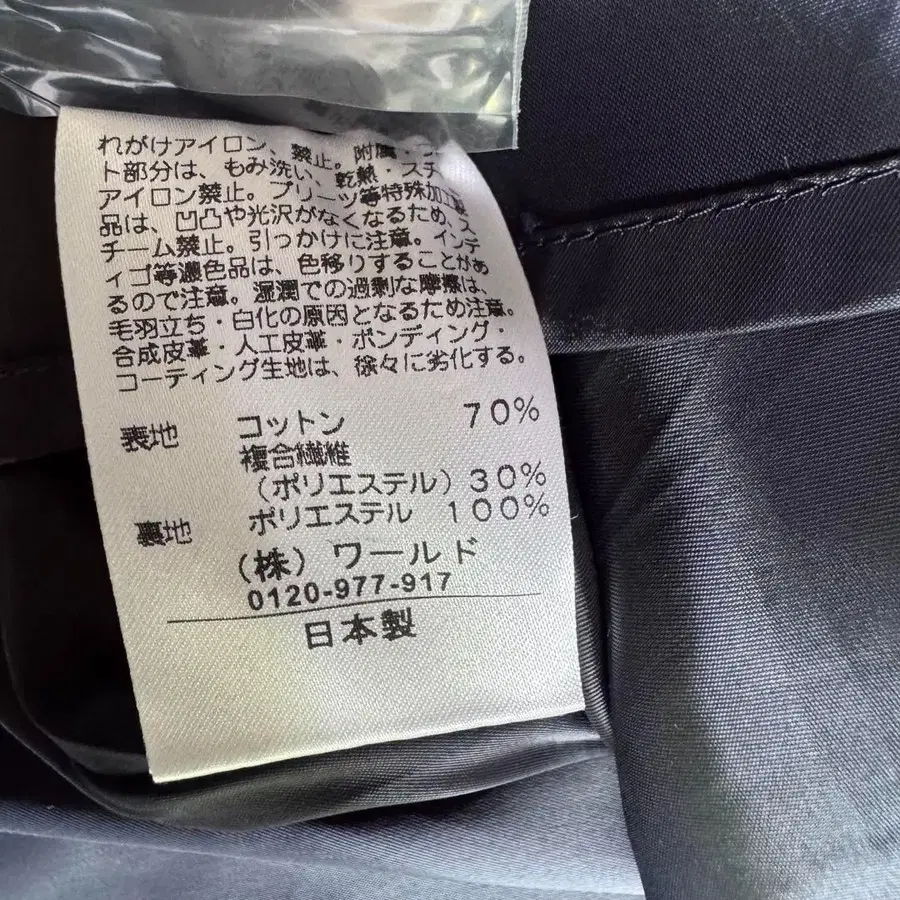 れがけアイロン、禁止。附属
ト部分は、もみ洗い、乾熱・スチ
アイロン禁止。プリーツ等特殊加工製
品は、凹凸や光沢がなくなるため、ス
チーム禁止。引っかけに注意。インデ
ィゴ等濃色品は、色移りすることがあ
るので注意。湿潤での過剰な摩擦は、
毛羽立ち・白化の原因となるため注意。
合成皮革・人工皮革・ボンディング・
コーティング生地は、徐々に劣化する。
表地 コットン 70%
複合繊維
（ポリエステル）30%
裏地 ポリエステル 100%
（株）ワールド
0120-977-917
日本製